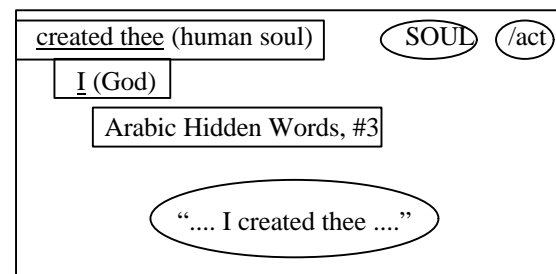 created thee (human soul) SOUL /act
I (God)
Arabic Hidden Words, #3
“.... I created thee ....”